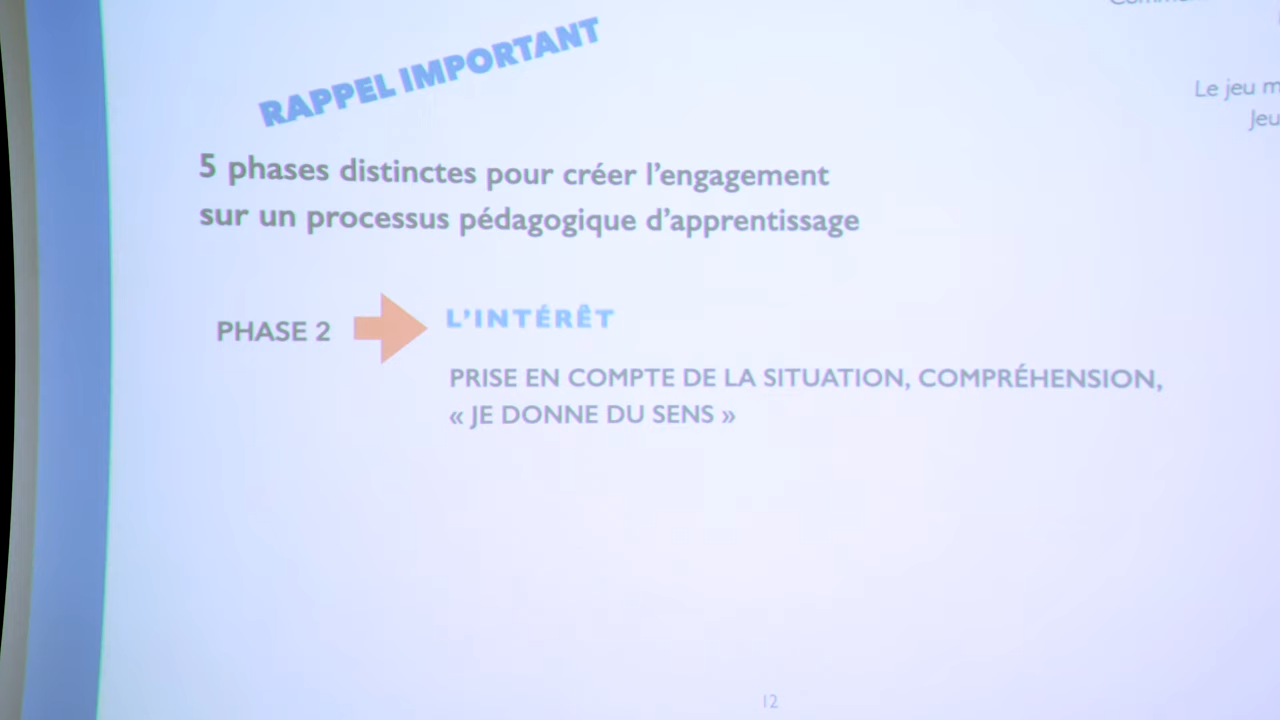 RAPPEL IMPORTANT
Le jeu
Jeu
5 phases distinctes pour créer l'engagement
sur un processus pédagogique d'apprentissage
PHASE 2
L'INTÉRÊT
PRISE EN COMPTE DE LA SITUATION, COMPRÉHENSION,
« JE DONNE DU SENS »
12